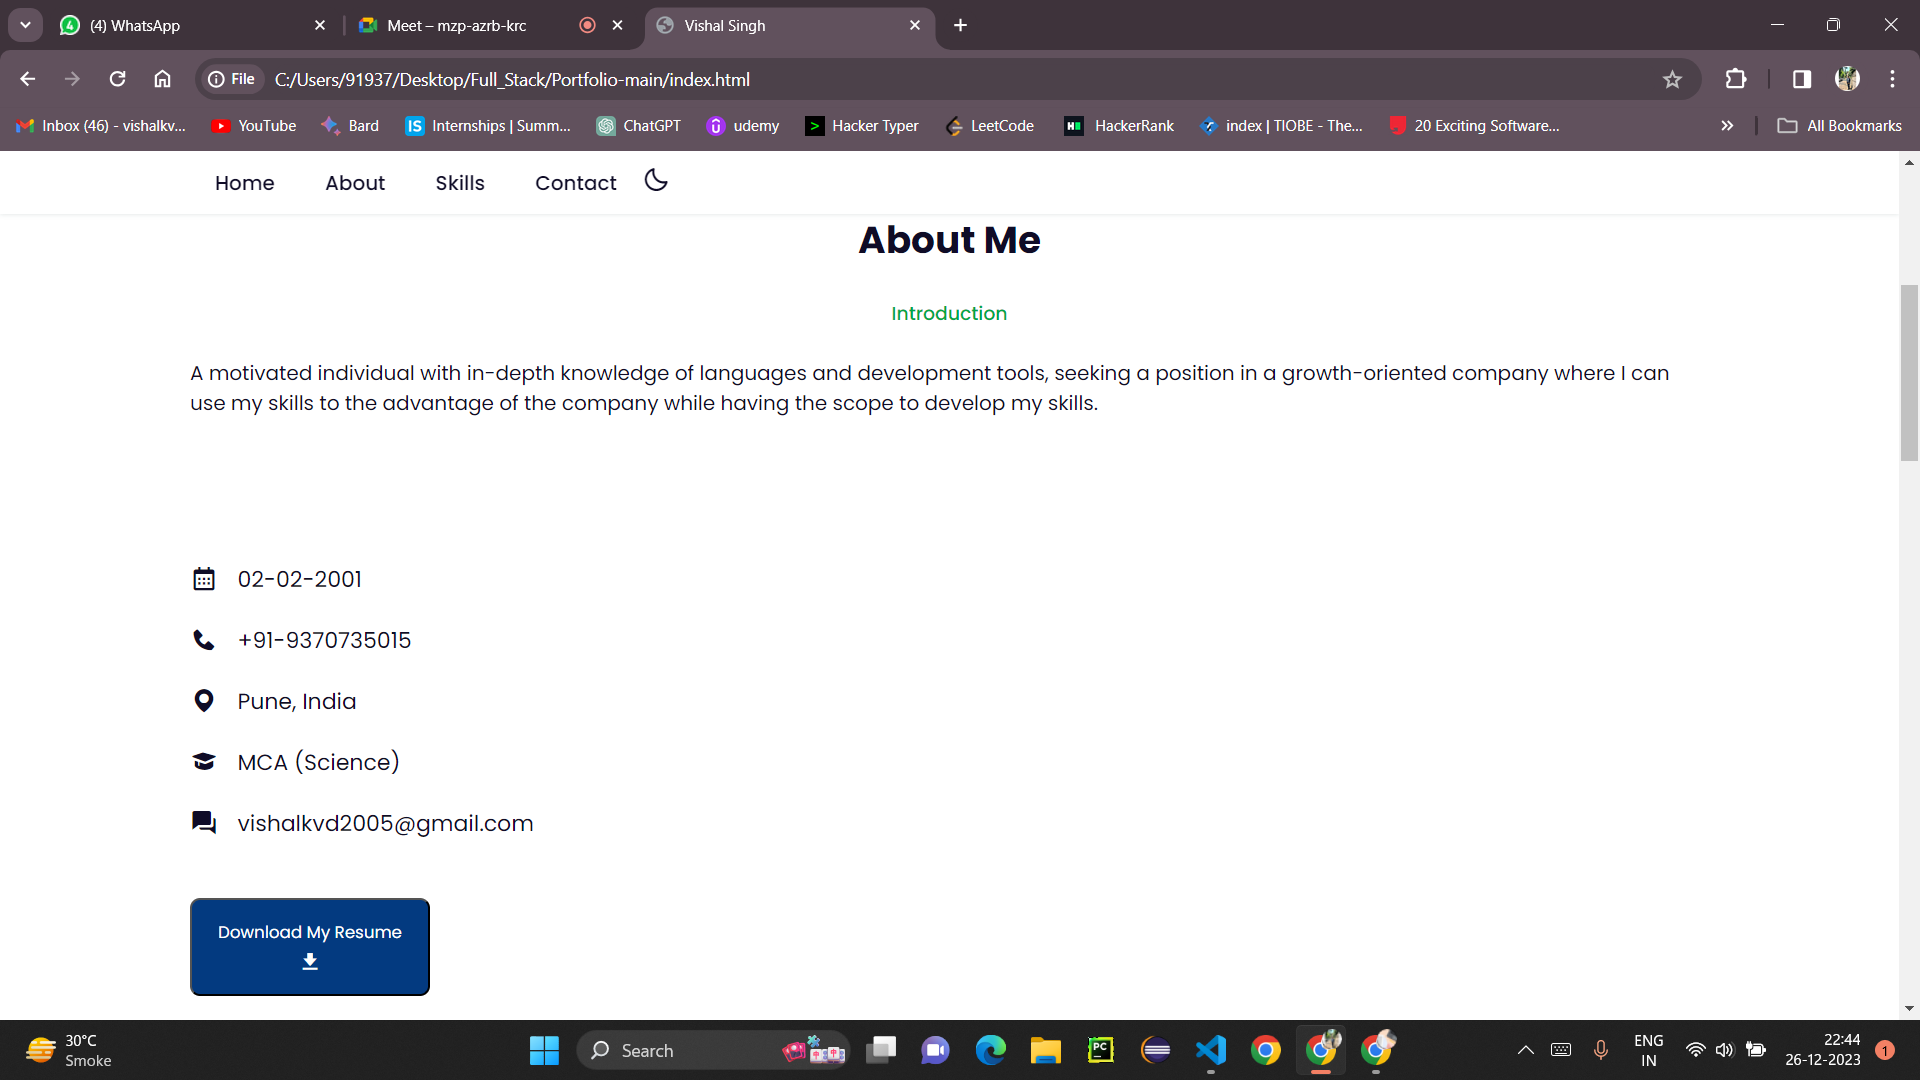 (4) WhatsApp
Meet – mzp-azrb-krc
Vishal Singh
File
C:/Users/91937/Desktop/Full_Stack/Portfolio-main/index.html
Inbox (46) - vishalkv...
YouTube
Bard
IS
Internships | Summ...
ChatGPT
udemy
Hacker Typer
LeetCode
HackerRank
index | TIOBE - The...
20 Exciting Software...
All Bookmarks
Home
About
Skills
Contact
About Me
Introduction
A motivated individual with in-depth knowledge of languages and development tools, seeking a position in a growth-oriented company where I can
use my skills to the advantage of the company while having the scope to develop my skills.
02-02-2001
+91-9370735015
Pune, India
MCA (Science)
vishalkvd2005@gmail.com
Download My Resume
30°C
Smoke
Search
PC
ENG
IN
22:44
26-12-2023
1